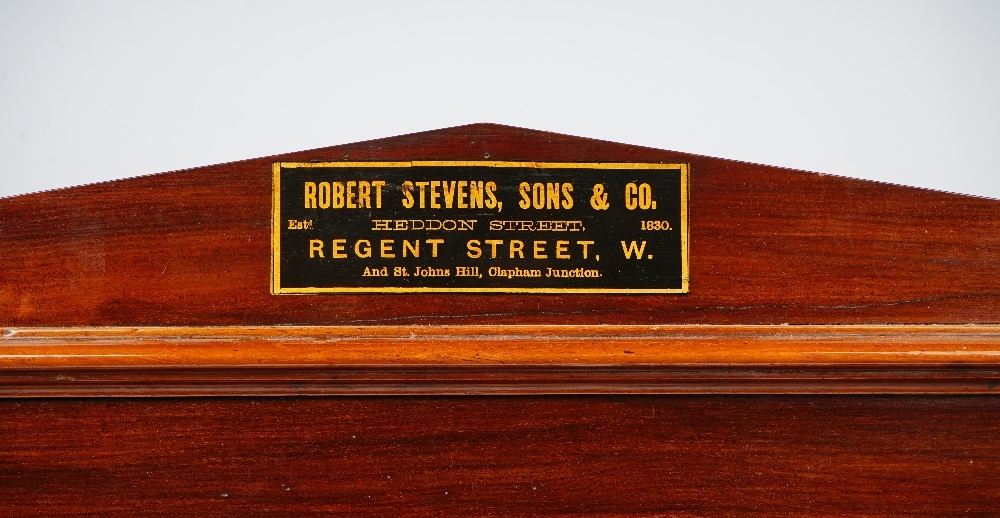 ROBERT STEVENS, SONS & CO.
Estd. HEDDON STREET, 1830.
REGENT STREET, W.
And St. Johns Hill, Clapham Junction.